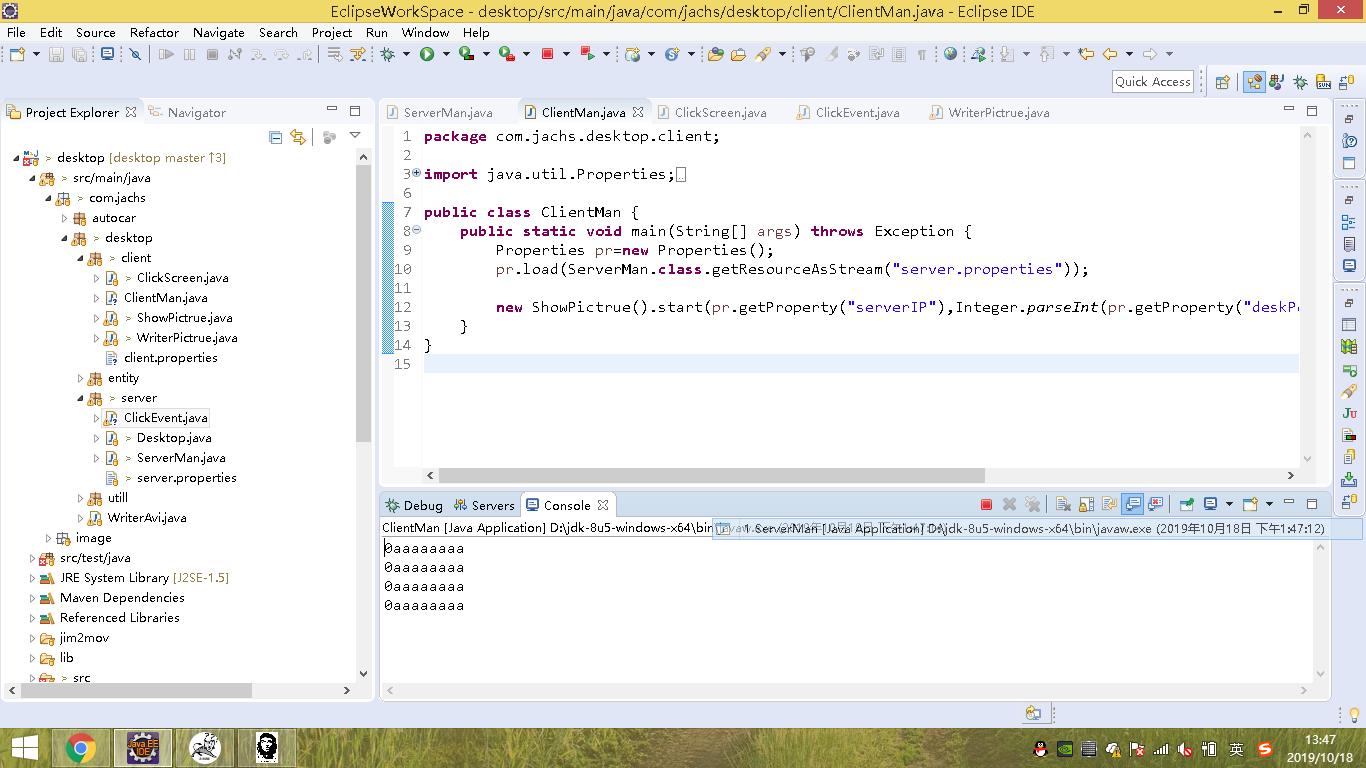 EclipseWorkSpace - desktop/src/main/java/com/jachs/desktop/client/ClientMan.java - Eclipse IDE
File Edit Source Refactor Navigate Search Project Run Window Help
Quick Access
Project Explorer Navigator
> desktop [desktop master ↑3]
> src/main/java
> com.jachs
autocar
> desktop
> client
> ClickScreen.java
ClientMan.java
> ShowPictrue.java
> WriterPictrue.java
client.properties
entity
> server
ClickEvent.java
> Desktop.java
> ServerMan.java
> server.properties
utill
WriterAvi.java
image
src/test/java
JRE System Library [J2SE-1.5]
Maven Dependencies
Referenced Libraries
jim2mov
lib
> src
ServerMan.java ClientMan.java ClickScreen.java ClickEvent.java WriterPictrue.java
1 package com.jachs.desktop.client;
2
3 import java.util.Properties;
6
7 public class ClientMan {
8 public static void main(String[] args) throws Exception {
9 Properties pr=new Properties();
10 pr.load(ServerMan.class.getResourceAsStream("server.properties"));
11
12 new ShowPictrue().start(pr.getProperty("serverIP"),Integer.parseInt(pr.getProperty("deskP
13 }
14 }
15
Debug Servers Console
ClientMan [Java Application] D:\jdk-8u5-windows-x64\bin
1 ServerMan [Java Application] D:\jdk-8u5-windows-x64\bin\javaw.exe (2019年10月18日 下午1:47:12)
0aaaaaaaa
0aaaaaaaa
0aaaaaaaa
0aaaaaaaa
Ju
Java EE
IDE
英
13:47
2019/10/18